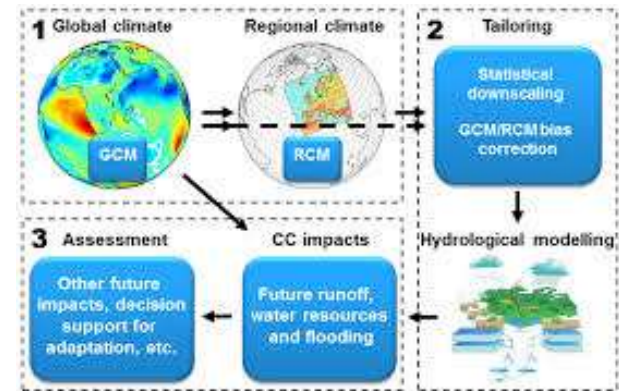 1 Global climate
Regional climate
GCM
RCM
2 Tailoring
Statistical
downscaling
GCM/RCM bias
correction
Hydrological modelling
3 Assessment
CC impacts
Other future
impacts, decision
support for
adaptation, etc.
Future runoff,
water resources
and flooding